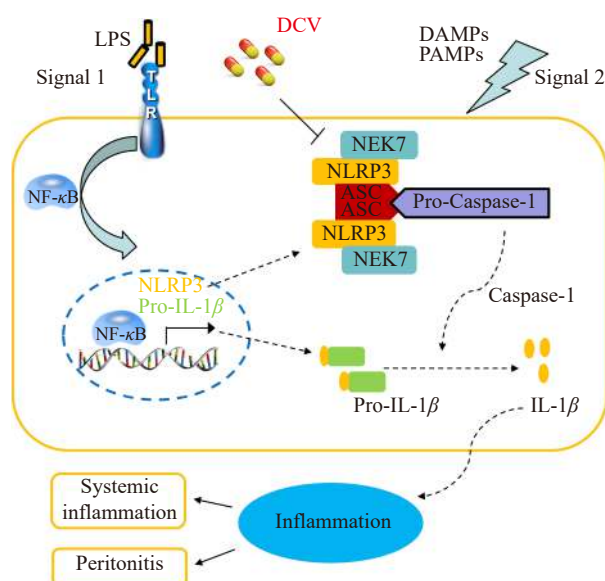 LPS
DCV
DAMPs
PAMPs
Signal 1
Signal 2
TLR
NEK7
NLRP3
ASC
ASC
Pro-Caspase-1
NLRP3
NEK7
NF-κB
NLRP3
Pro-IL-1β
NF-κB
Caspase-1
Pro-IL-1β
IL-1β
Systemic
inflammation
Inflammation
Peritonitis